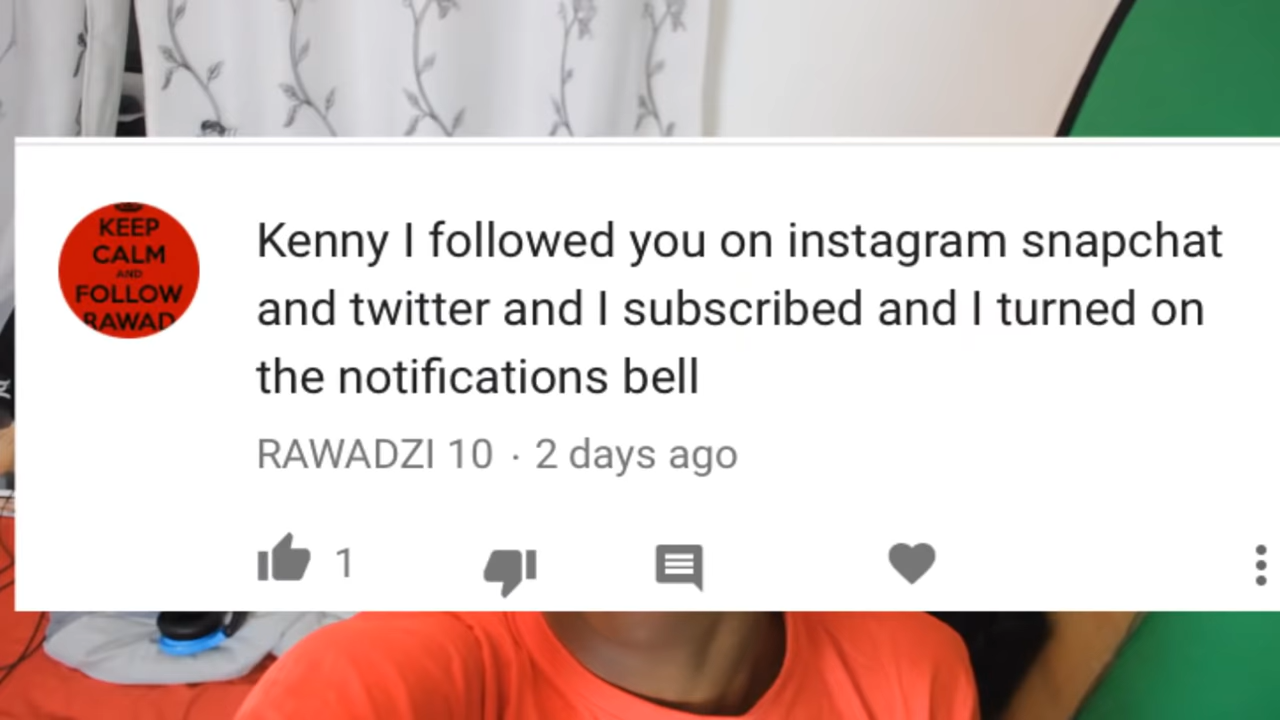 KEEP
CALM
AND
FOLLOW
RAWAD
Kenny I followed you on instagram snapchat
and twitter and I subscribed and I turned on
the notifications bell
RAWADZI 10 · 2 days ago
1